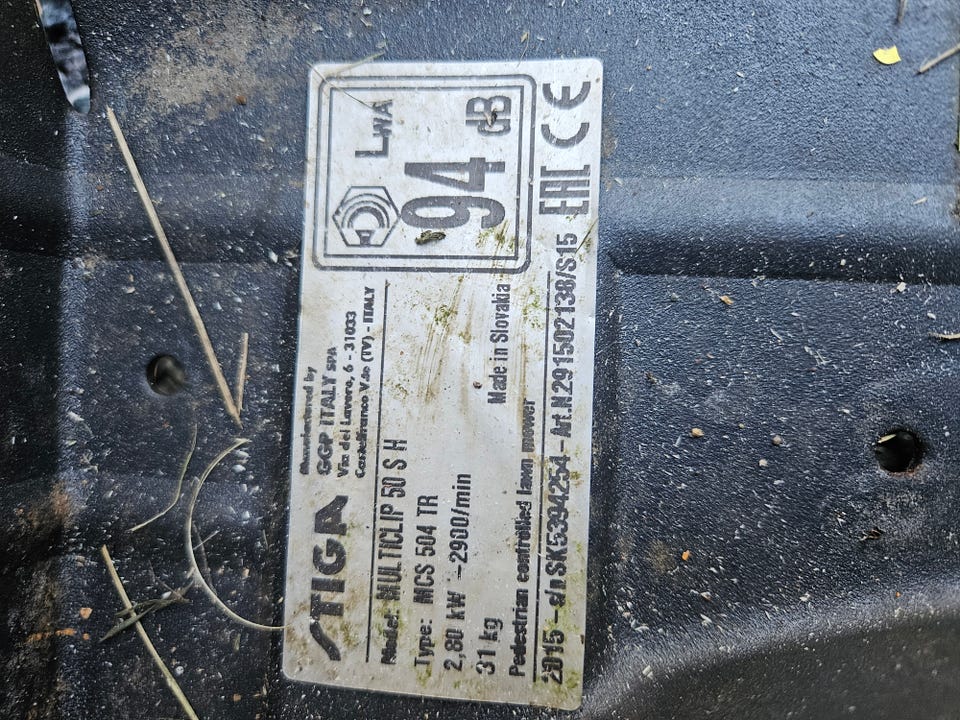 STIGA
Manufactured by
GGP ITALY SPA
Via del Lavoro, 6 - 31033
Castelfranco V.do (TV) - ITALY
LWA
94 dB
Model: MULTICLIP 50 S H
Type: MCS 504 TR
2,80 KW -2900/min
31 kg
Made in Slovakia
Pedestrian controlled lawn mower
2015 - s/n SK5394254 - Art.N.291502138/S15
EAC CE